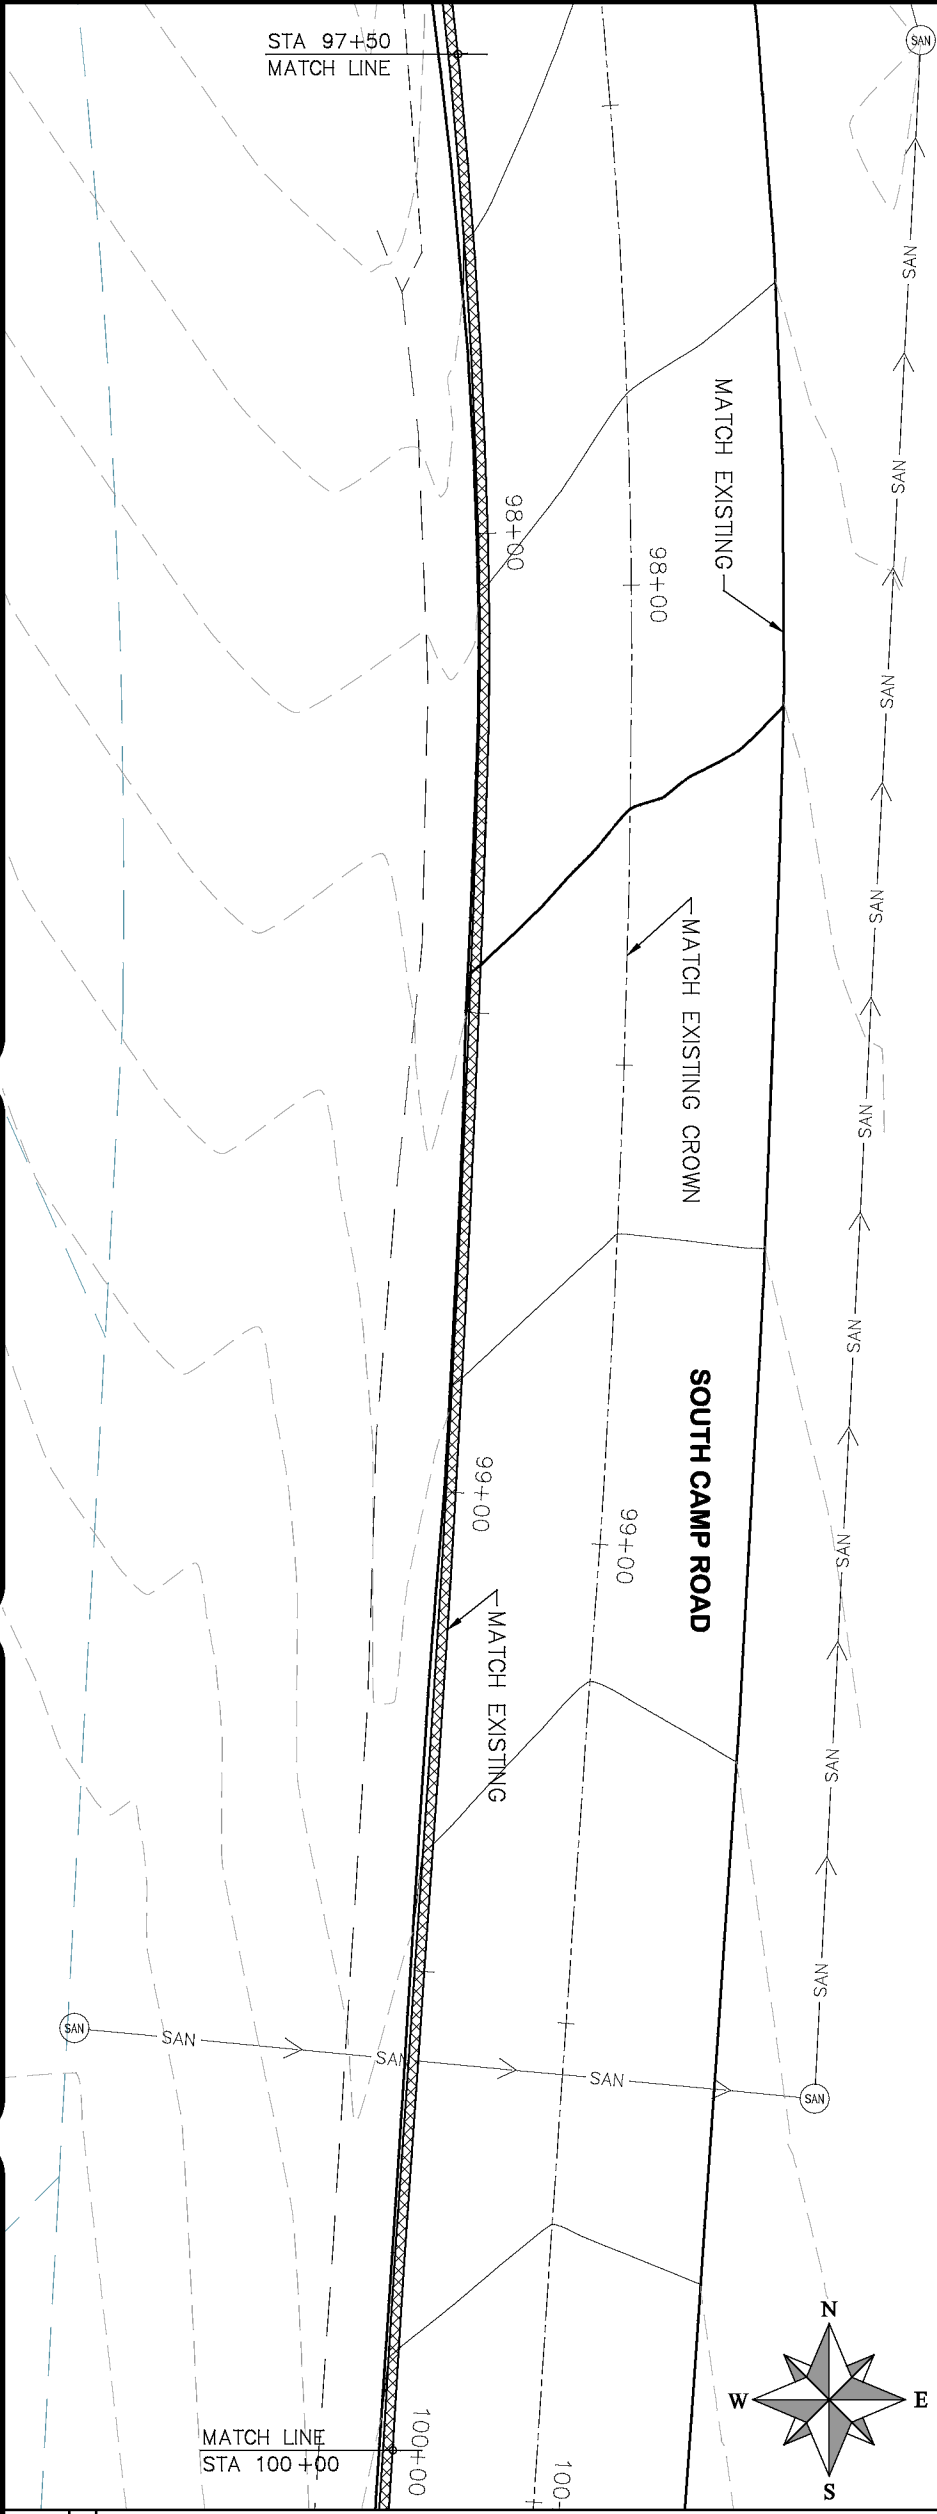 STA 97+50
MATCH LINE
SAN
SAN
MATCH EXISTING
SAN
98+00
98+00
SAN
SAN
MATCH EXISTING CROWN
SAN
SAN
SOUTH CAMP ROAD
99+00
99+00
SAN
MATCH EXISTING
SAN
SAN
SAN
SAN
SAN
SAN
SAN
N
W
E
S
MATCH LINE
STA 100+00
100+00
100